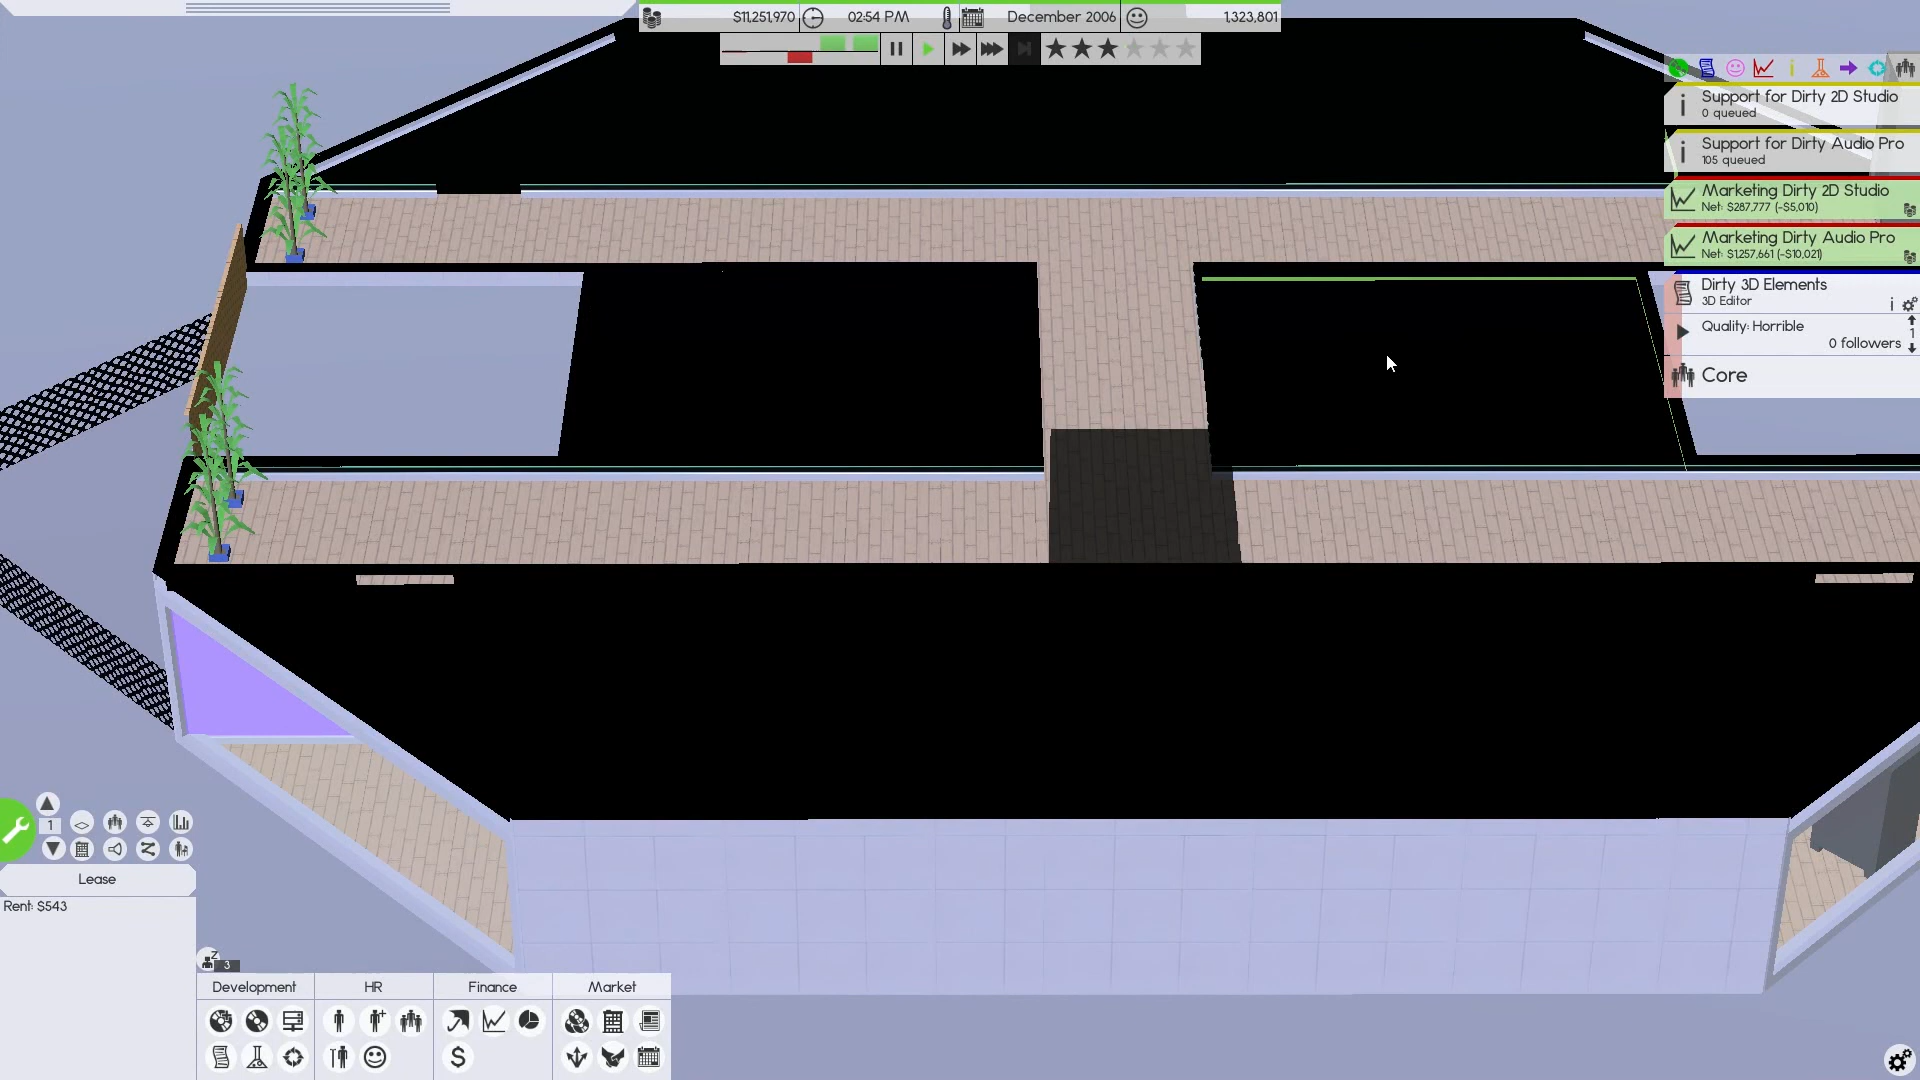 $11,251,970
02:54 PM
December 2006
1,323,801
Support for Dirty 2D Studio
0 queued
Support for Dirty Audio Pro
105 queued
Marketing Dirty 2D Studio
Net: $287,777 (-$5,010)
Marketing Dirty Audio Pro
Net: $1,257,661 (-$10,021)
Dirty 3D Elements
3D Editor
Quality: Horrible
1
0 followers
Core
1
Lease
Rent: $543
Z
3
Development
HR
Finance
Market